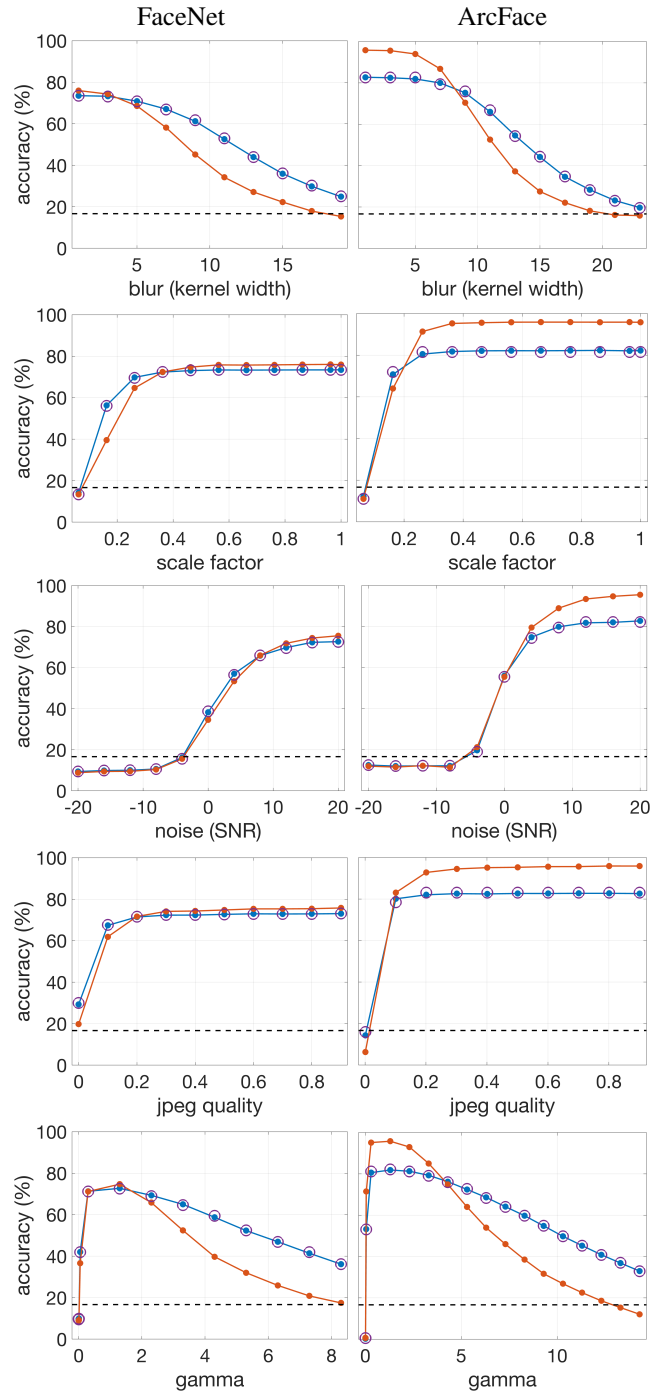 FaceNet ArcFace
100
80
60
40
20
0
accuracy (%)
5 10 15
5 10 15 20
blur (kernel width) blur (kernel width)
100
80
60
40
20
0
accuracy (%)
0.2 0.4 0.6 0.8 1
0.2 0.4 0.6 0.8 1
scale factor scale factor
100
80
60
40
20
0
accuracy (%)
-20 -10 0 10 20
-20 -10 0 10 20
noise (SNR) noise (SNR)
100
80
60
40
20
0
accuracy (%)
0 0.2 0.4 0.6 0.8
0 0.2 0.4 0.6 0.8
jpeg quality jpeg quality
100
80
60
40
20
0
accuracy (%)
0 2 4 6 8
0 5 10
gamma gamma